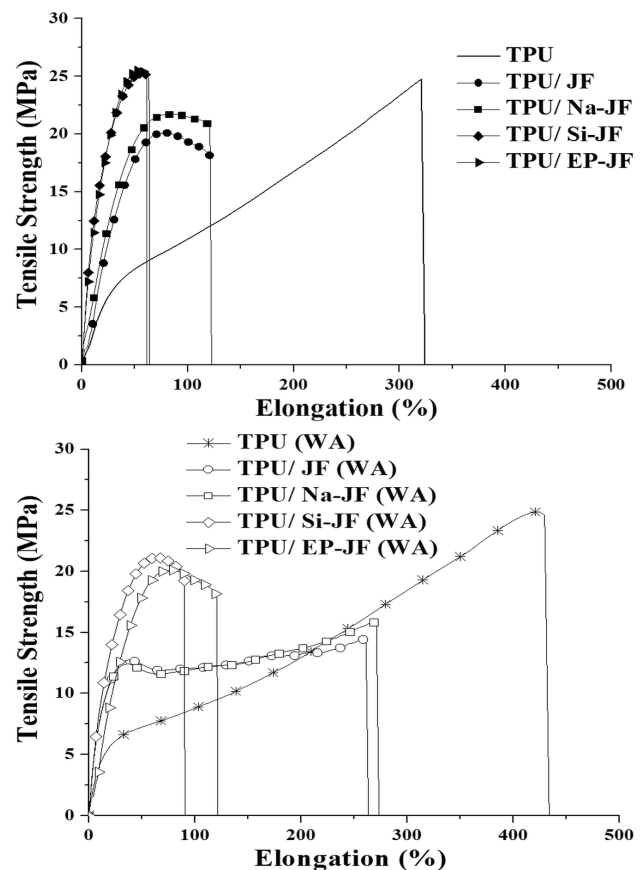 30
25
20
15
10
5
0
Tensile Strength (MPa)
TPU
TPU/ JF
TPU/ Na-JF
TPU/ Si-JF
TPU/ EP-JF
0 100 200 300 400 500
Elongation (%)
30
25
20
15
10
5
0
Tensile Strength (MPa)
TPU (WA)
TPU/ JF (WA)
TPU/ Na-JF (WA)
TPU/ Si-JF (WA)
TPU/ EP-JF (WA)
0 100 200 300 400 500
Elongation (%)